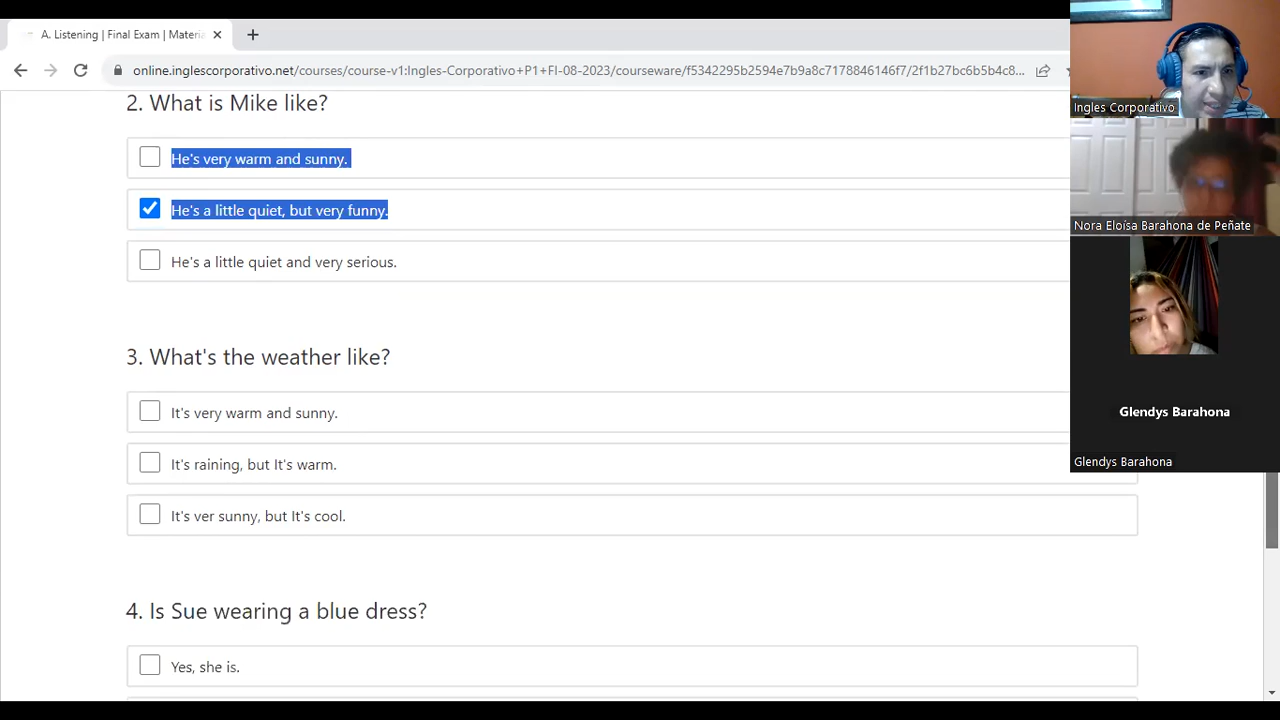 A. Listening | Final Exam | Materia
online.inglescorporativo.net/courses/course-v1:Ingles-Corporativo+P1+FI-08-2023/courseware/f5342295b2594e7b9a8c7178846146f7/2f1b27bc6b5b4c8...
2. What is Mike like?
He's very warm and sunny.
He's a little quiet, but very funny.
He's a little quiet and very serious.
3. What's the weather like?
It's very warm and sunny.
It's raining, but It's warm.
It's ver sunny, but It's cool.
4. Is Sue wearing a blue dress?
Yes, she is.
Ingles Corporativo
Nora Eloísa Barahona de Peñate
Glendys Barahona
Glendys Barahona